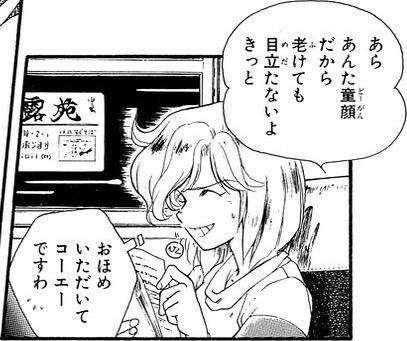 あら
あんた童顔
だから
老けても
目立たないよ
きっと
おほめ
いただいて
コーエー
ですわ
露苑